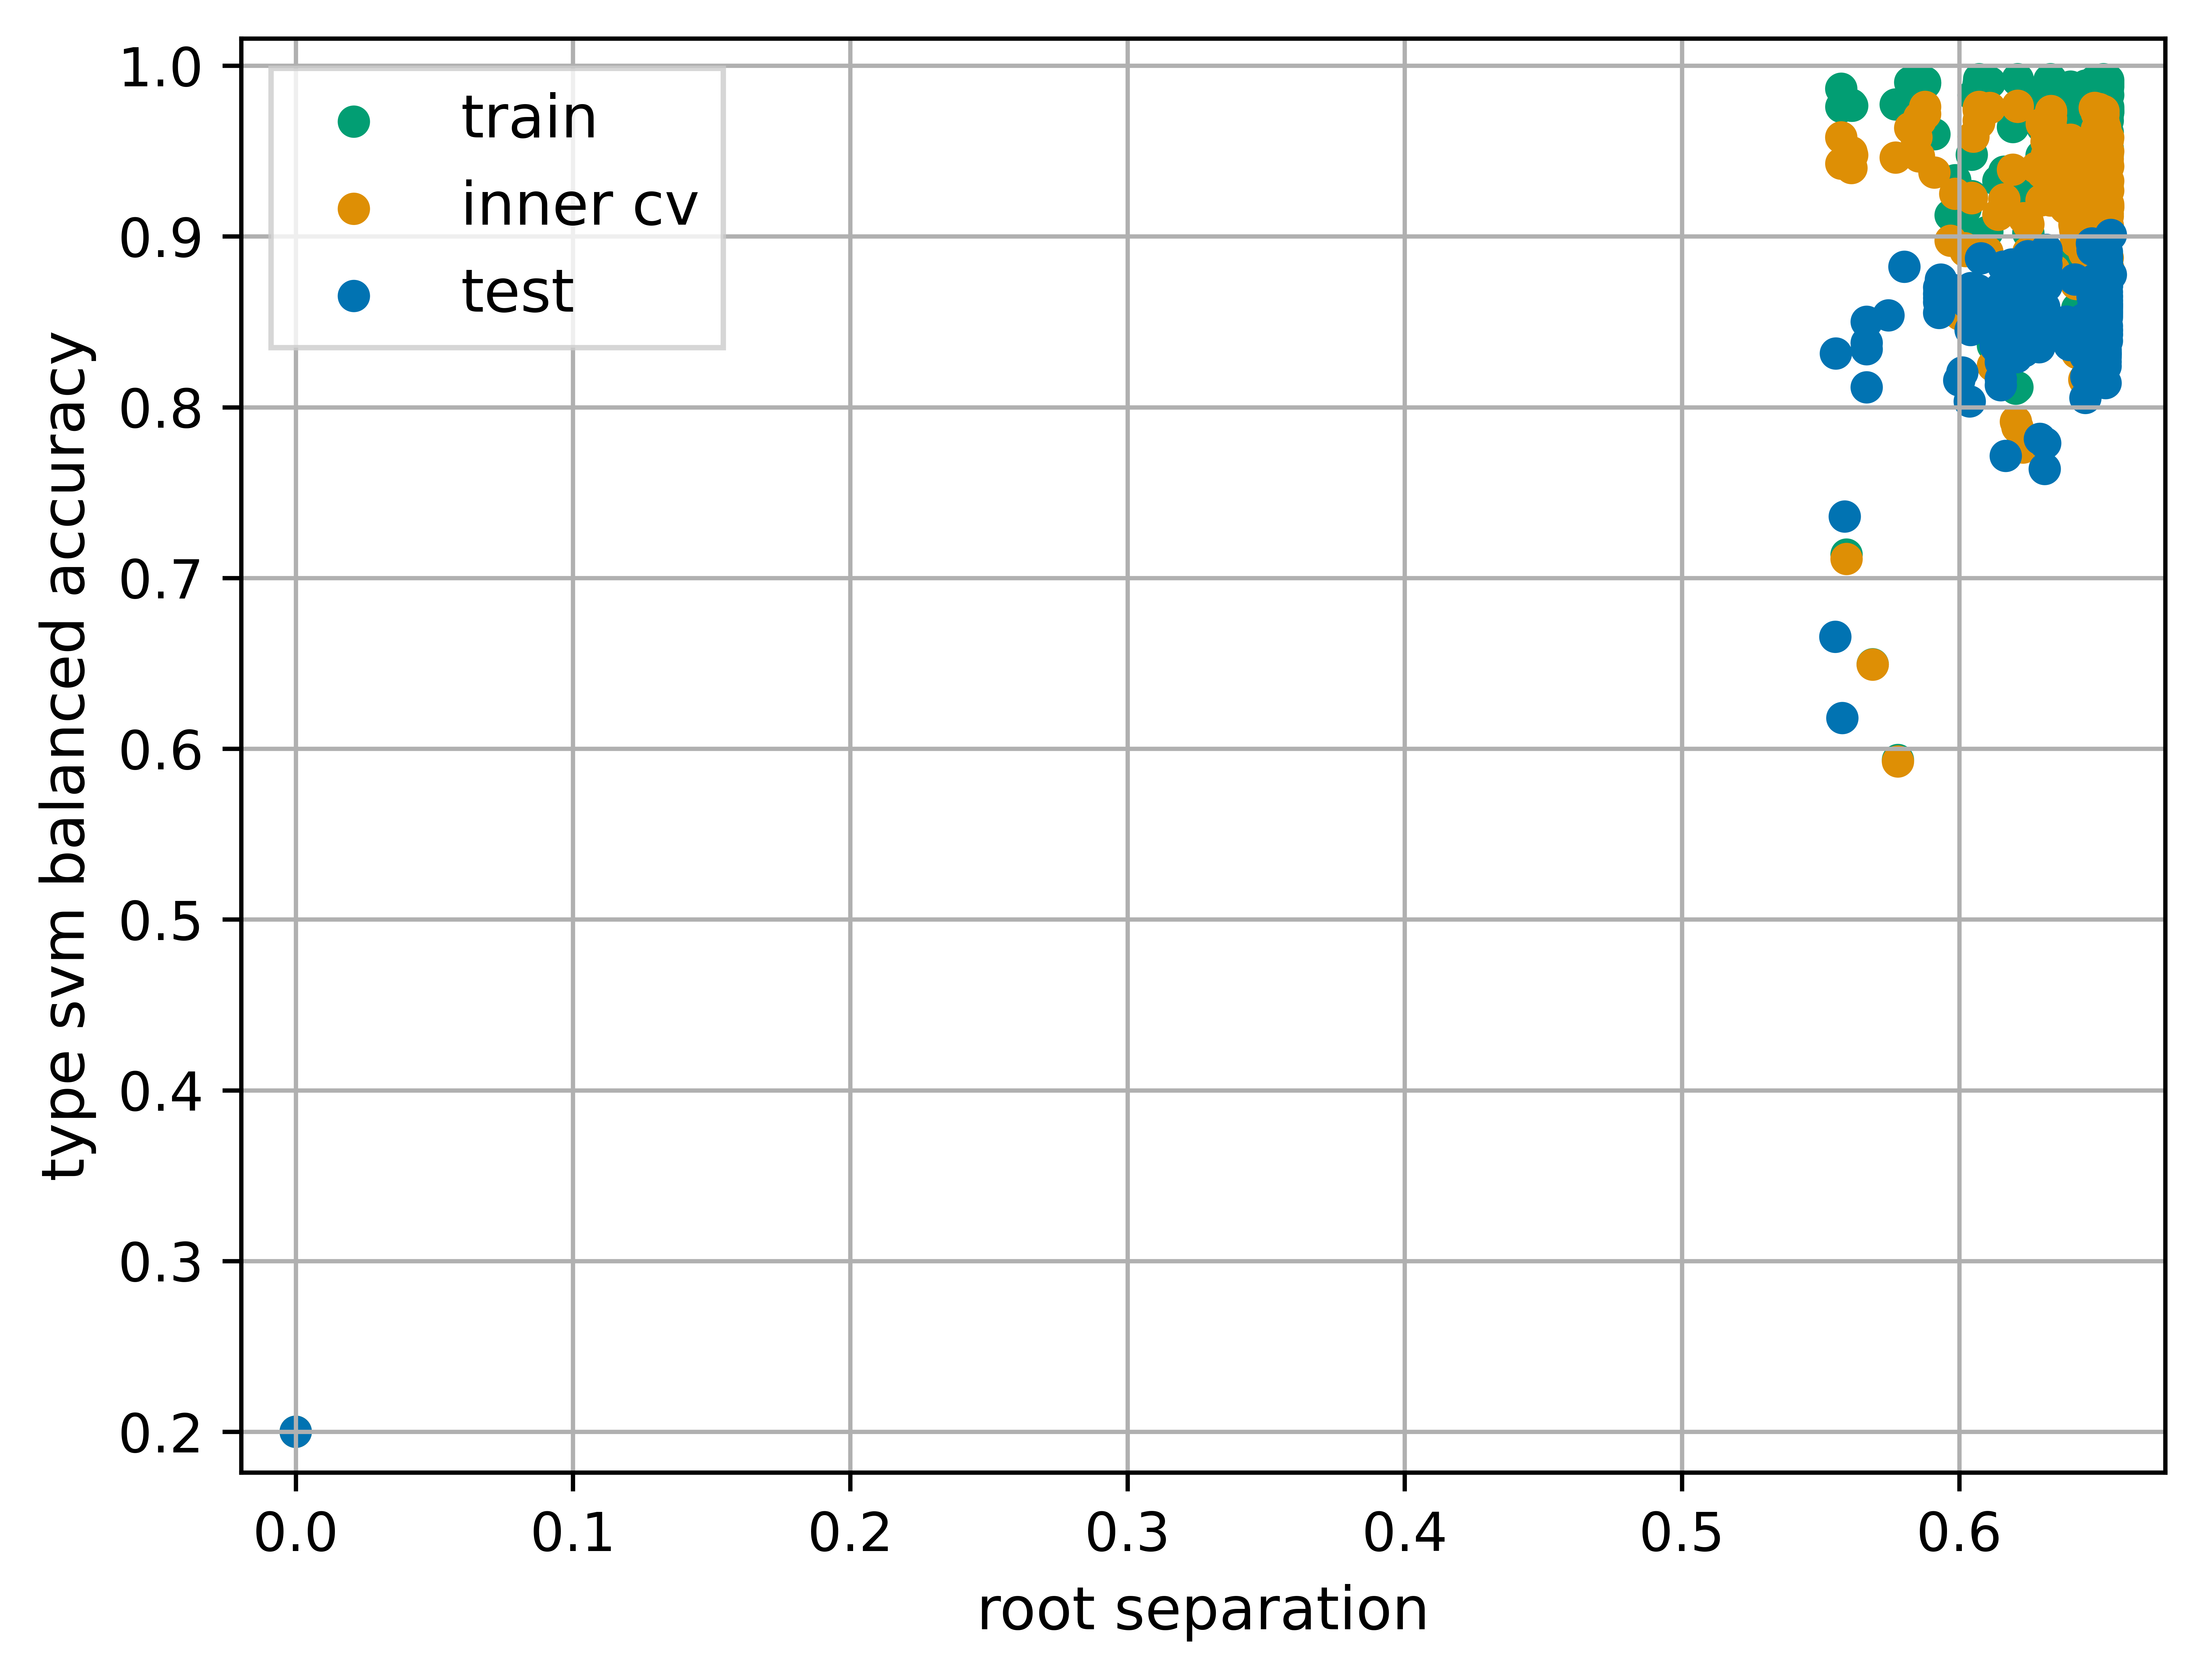 1.0
0.9
0.8
0.7
0.6
0.5
0.4
0.3
0.2
type svm balanced accuracy
train
inner cv
test
0.0 0.1 0.2 0.3 0.4 0.5 0.6
root separation